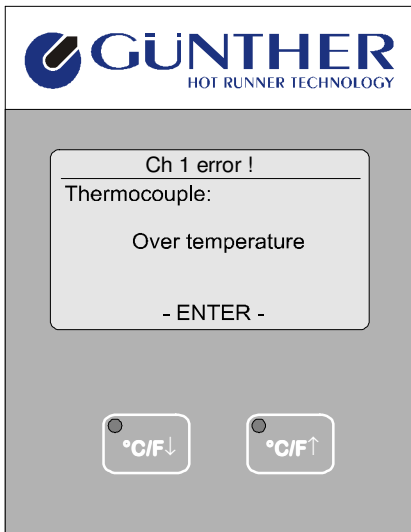 GÜNTHER
HOT RUNNER TECHNOLOGY
Ch 1 error !
Thermocouple:
Over temperature
- ENTER -
°C/F↓ °C/F↑